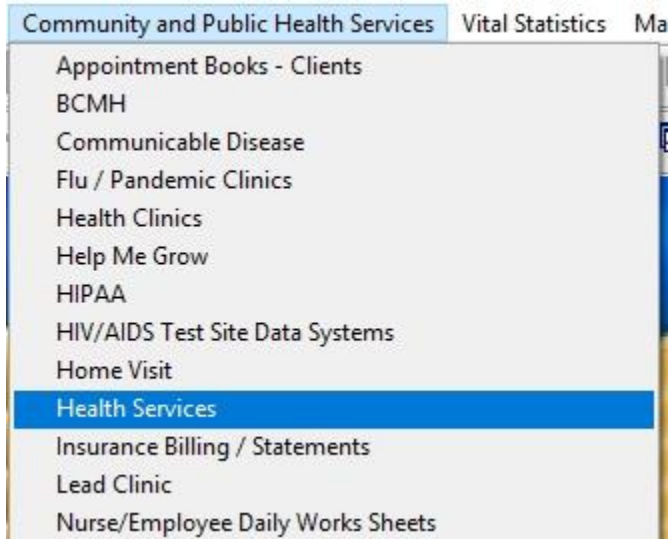 Community and Public Health Services Vital Statistics Ma
Appointment Books - Clients
BCMH
Communicable Disease
Flu / Pandemic Clinics
Health Clinics
Help Me Grow
HIPAA
HIV/AIDS Test Site Data Systems
Home Visit
Health Services
Insurance Billing / Statements
Lead Clinic
Nurse/Employee Daily Works Sheets